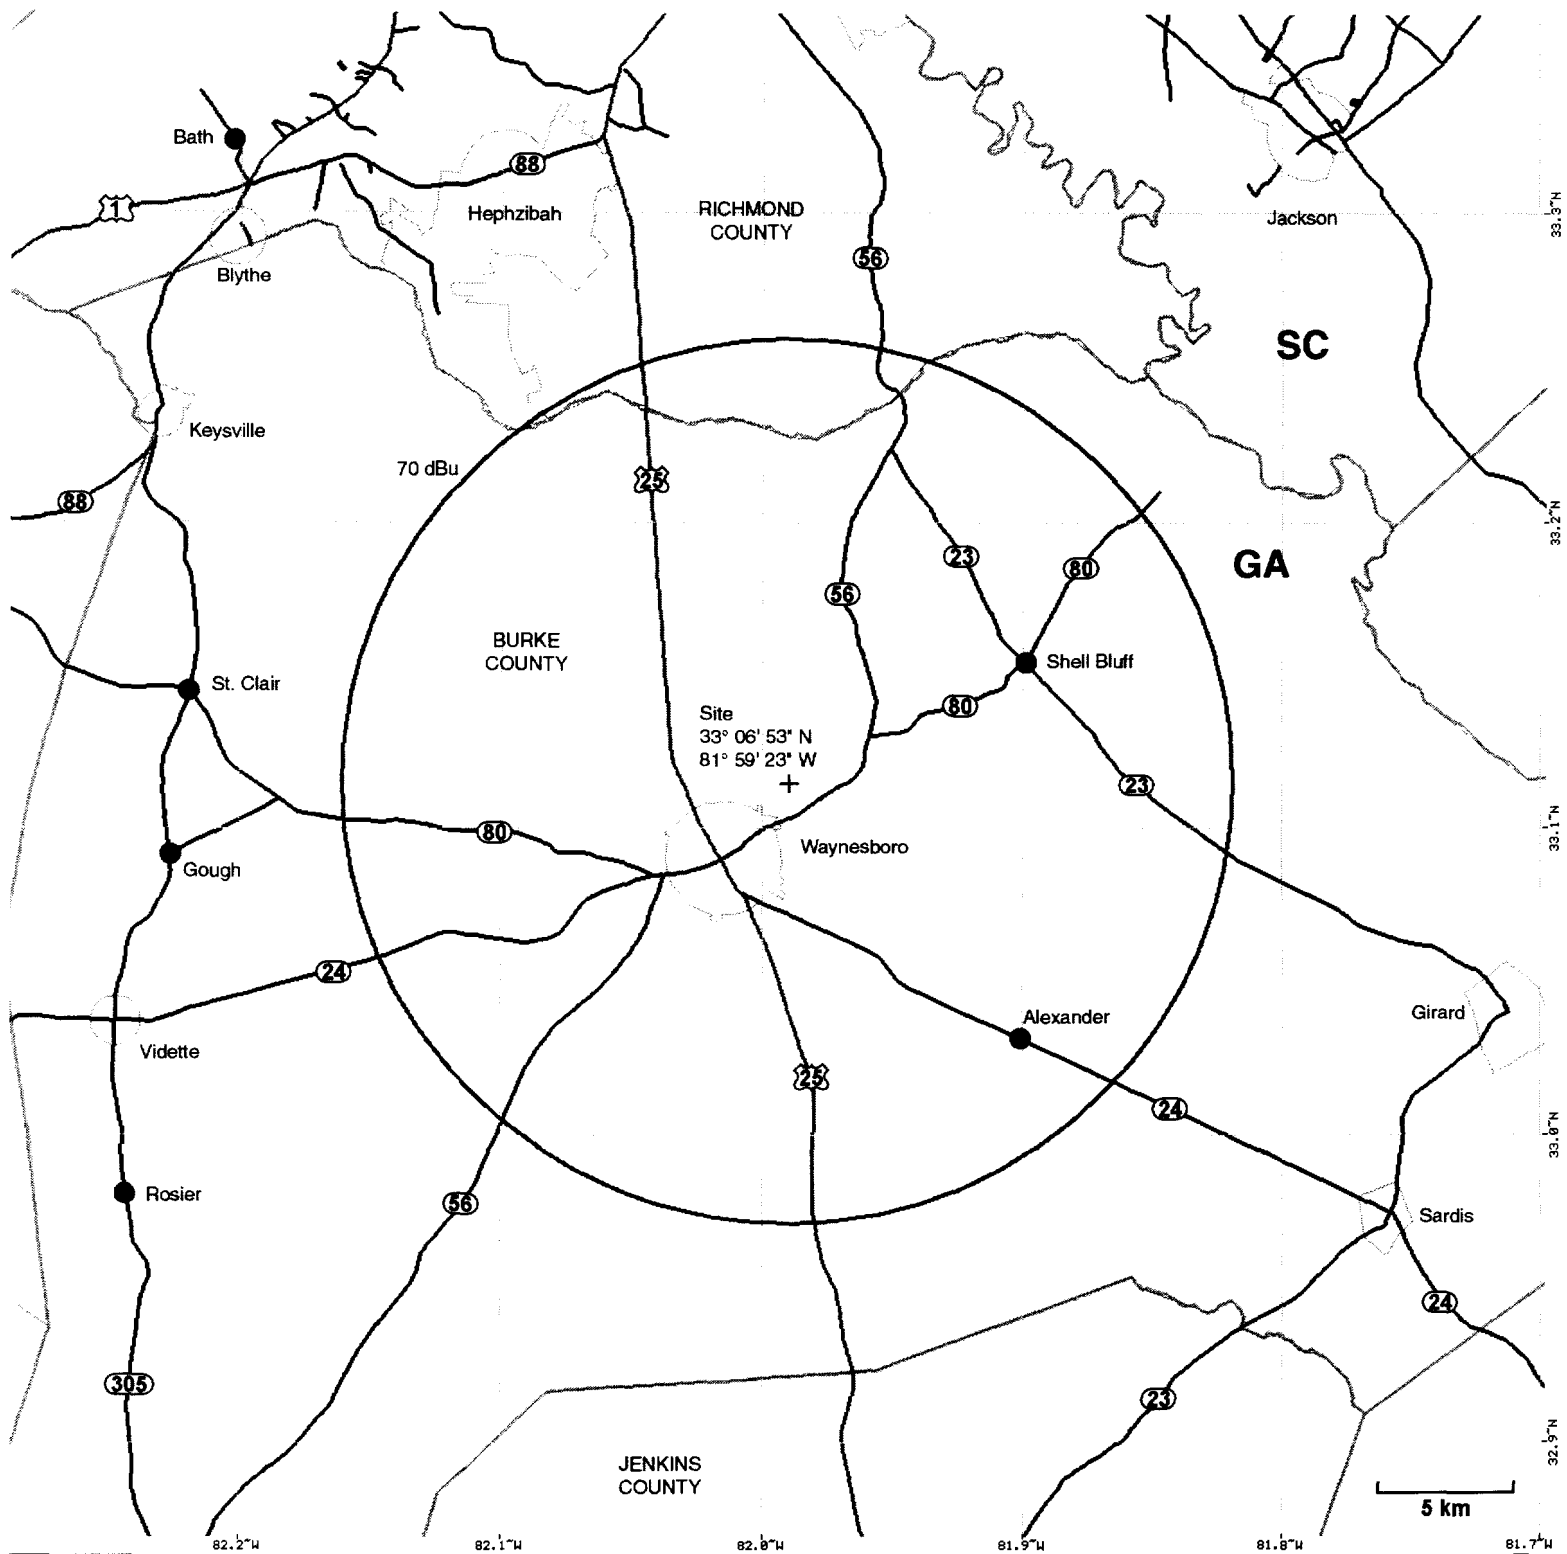 Bath
88
1
Hephzibah
RICHMOND
COUNTY
Jackson
33.3°N
56
Blythe
SC
Keysville
70 dBu
25
88
33.2°N
23
GA
80
56
BURKE
COUNTY
Shell Bluff
St. Clair
80
Site
33° 06' 53" N
81° 59' 23" W
23
80
33.1°N
Waynesboro
Gough
24
Girard
Alexander
Vidette
25
24
33.0°N
Rosier
56
Sardis
24
305
23
32.9°N
JENKINS
COUNTY
5 km
82.2°W
82.1°W
82.0°W
81.9°W
81.8°W
81.7°W